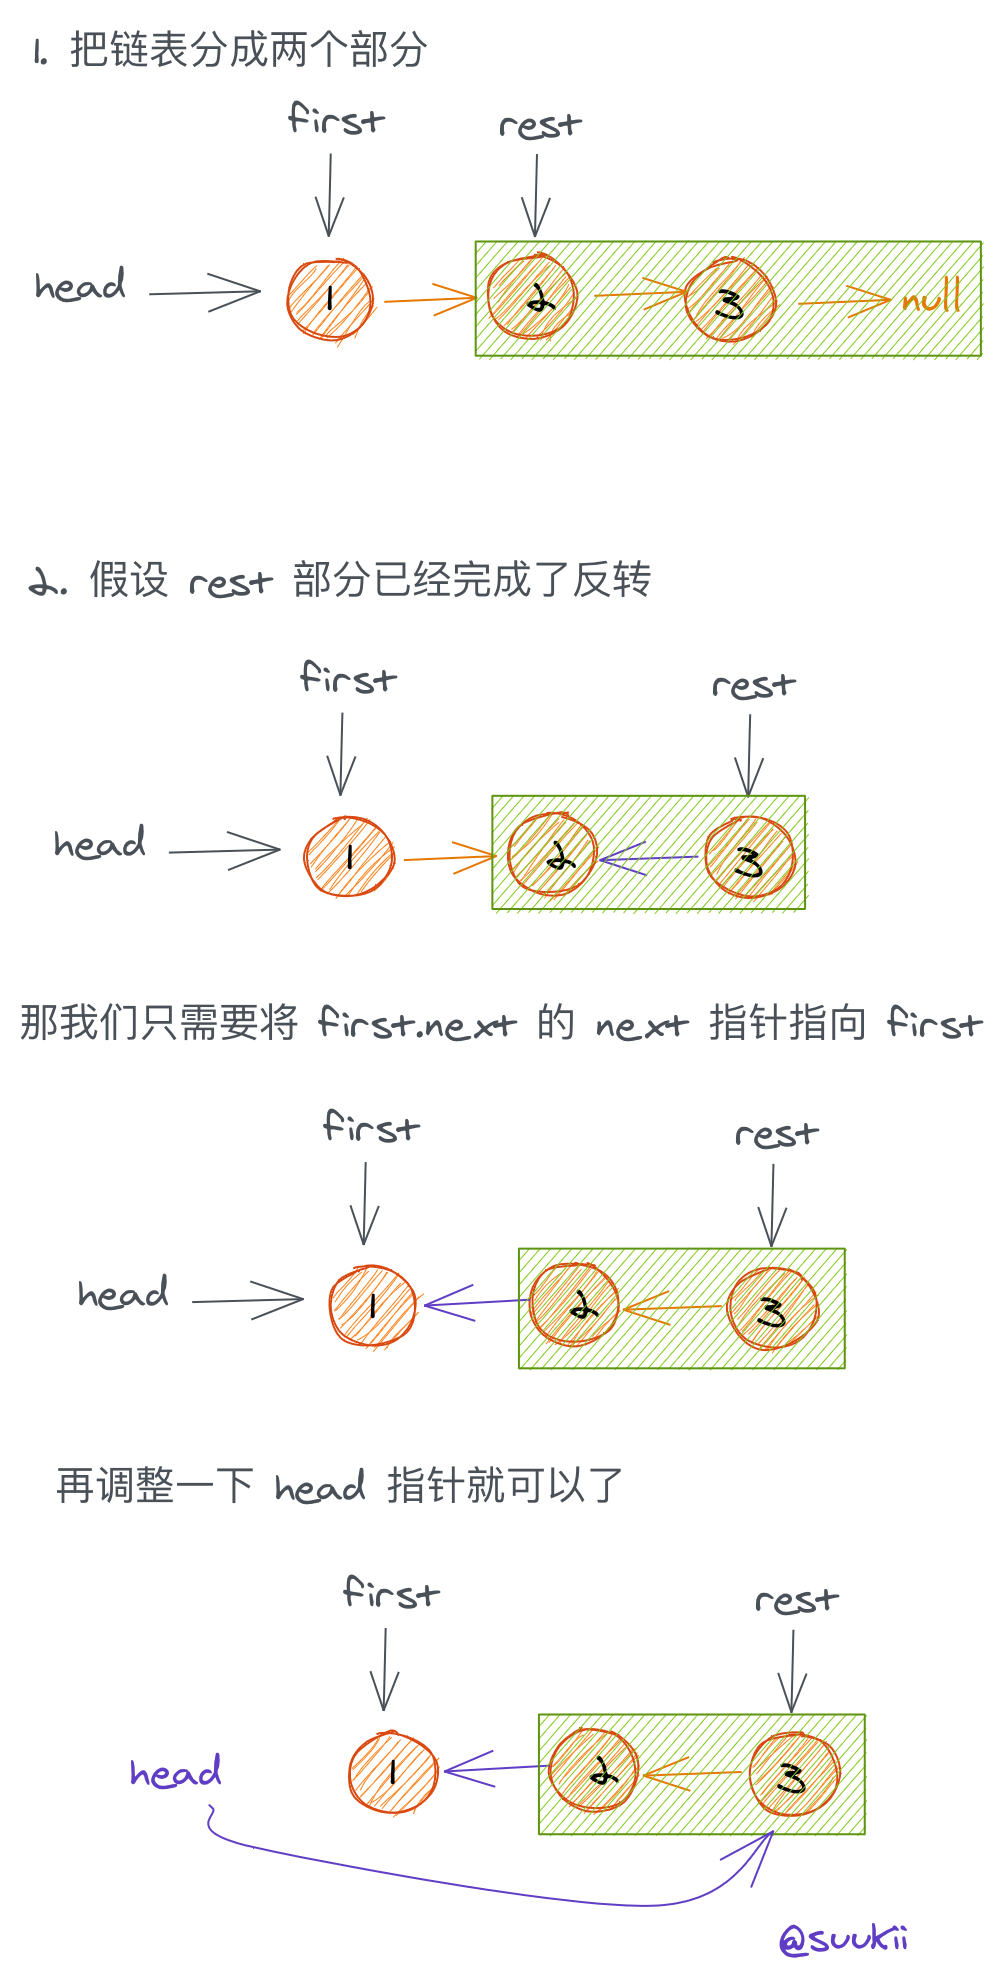 1. 把链表分成两个部分
first rest
head 1 2 3 null
2. 假设 rest 部分已经完成了反转
first rest
head 1 2 3
那我们只需要将 first.next 的 next 指针指向 first
first rest
head 1 2 3
再调整一下 head 指针就可以了
first rest
head 1 2 3
@suukii